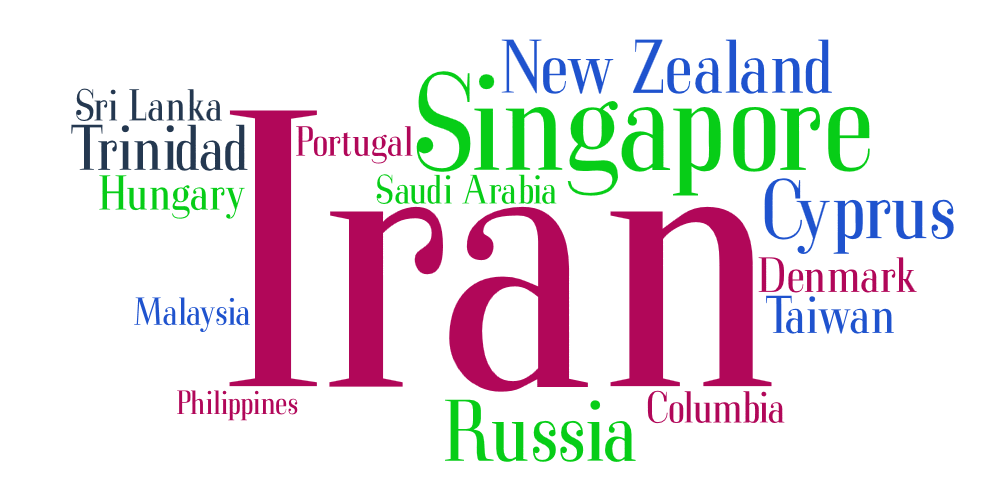 New Zealand
Singapore
Sri Lanka
Trinidad
Portugal
Hungary
Saudi Arabia
Cyprus
Iran
Denmark
Malaysia
Taiwan
Philippines
Columbia
Russia